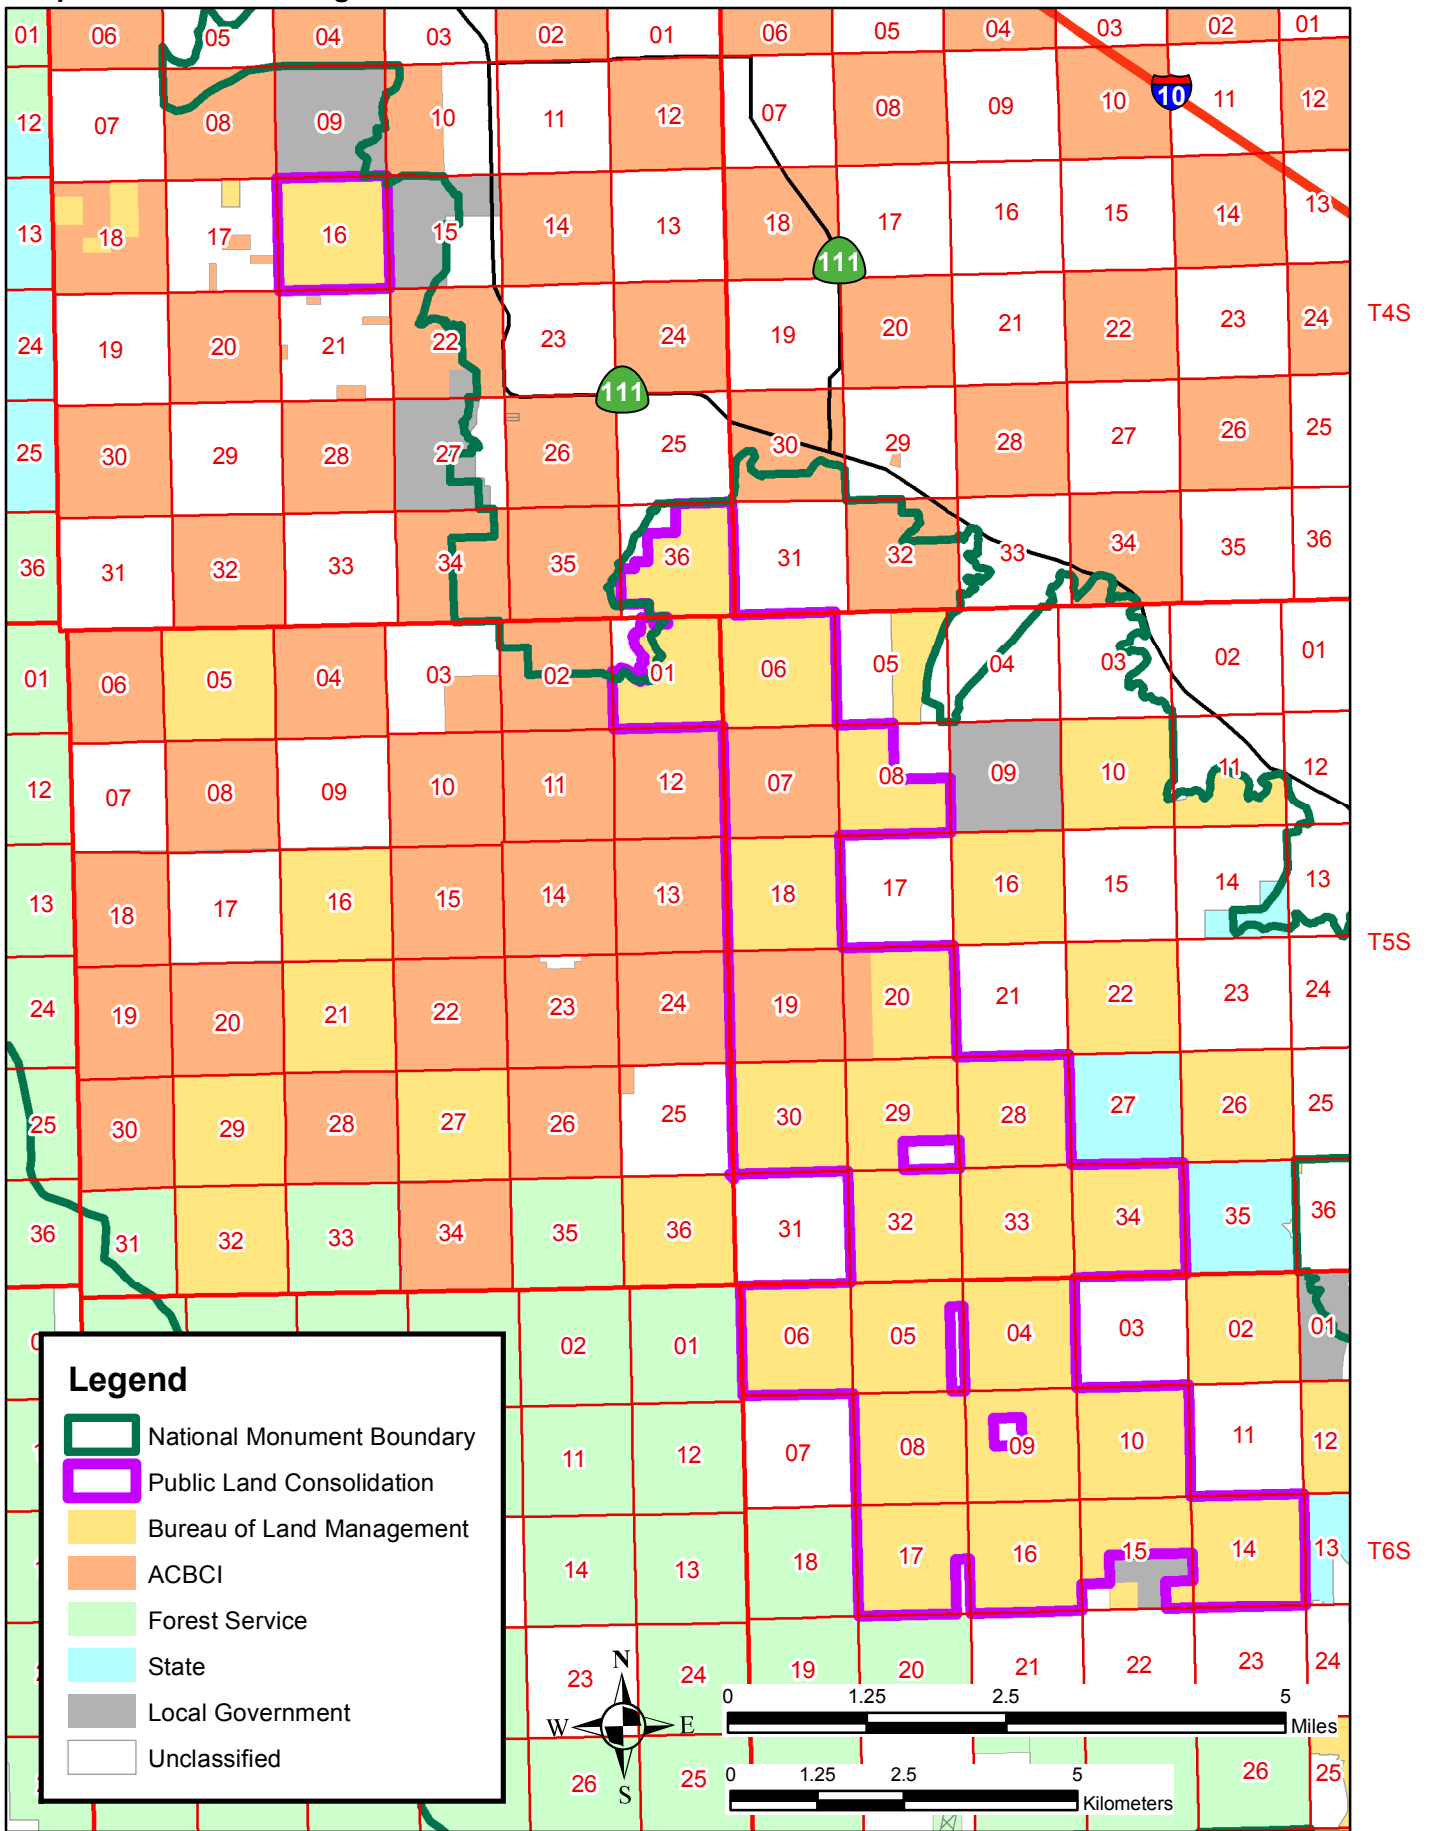 01 06 05 04 03 02 01 06 05 04 03 02 01
12 07 08 09 10 11 12 07 08 09 10 10 11 12
13 18 17 16 15 14 13 18 17 16 15 14 13
111
24 19 20 21 22 23 24 19 20 21 22 23 24 T4S
111
25 30 29 28 27 26 25 30 29 28 27 26 25
36 31 32 33 34 35 36 31 32 33 34 35 36
01 06 05 04 03 02 01 06 05 04 03 02 01
12 07 08 09 10 11 12 07 08 09 10 11 12
13 18 17 16 15 14 13 18 17 16 15 14 13
T5S
24 19 20 21 22 23 24 19 20 21 22 23 24
25 30 29 28 27 26 25 30 29 28 27 26 25
36 31 32 33 34 35 36 31 32 33 34 35 36
02 01 06 05 04 03 02 01
11 12 07 08 09 10 11 12
14 13 18 17 16 15 14 13 T6S
23 24 19 20 21 22 23 24
26 25 26 25
Legend
National Monument Boundary
Public Land Consolidation
Bureau of Land Management
ACBCI
Forest Service
State
Local Government
Unclassified
N
W E
S
0 1.25 2.5 5
Miles
0 1.25 2.5 5
Kilometers